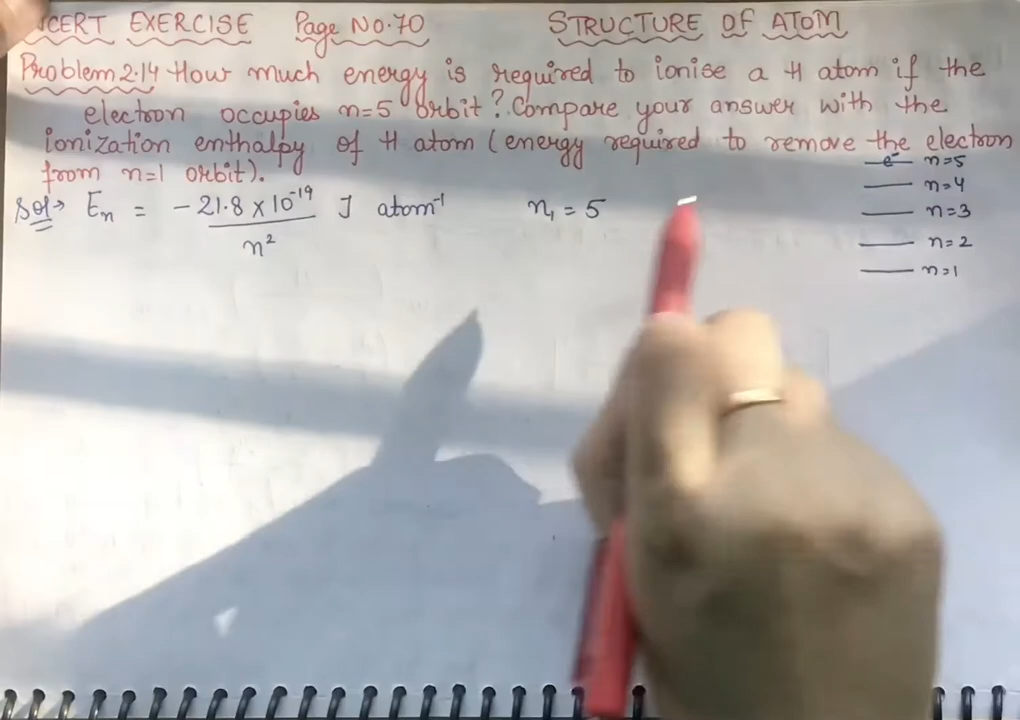 NCERT EXERCISE Page No.70 STRUCTURE OF ATOM
Problem 2.14 How much energy is required to ionise a H atom if the
electron occupies n=5 orbit? Compare your answer with the
ionization enthalpy of H atom (energy required to remove the electron
from n=1 orbit).
e⁻ n=5
n=4
n=3
n=2
n=1
Sol→ Eₙ = -21.8 × 10⁻¹⁹ J atom⁻¹ n₁ = 5
n²